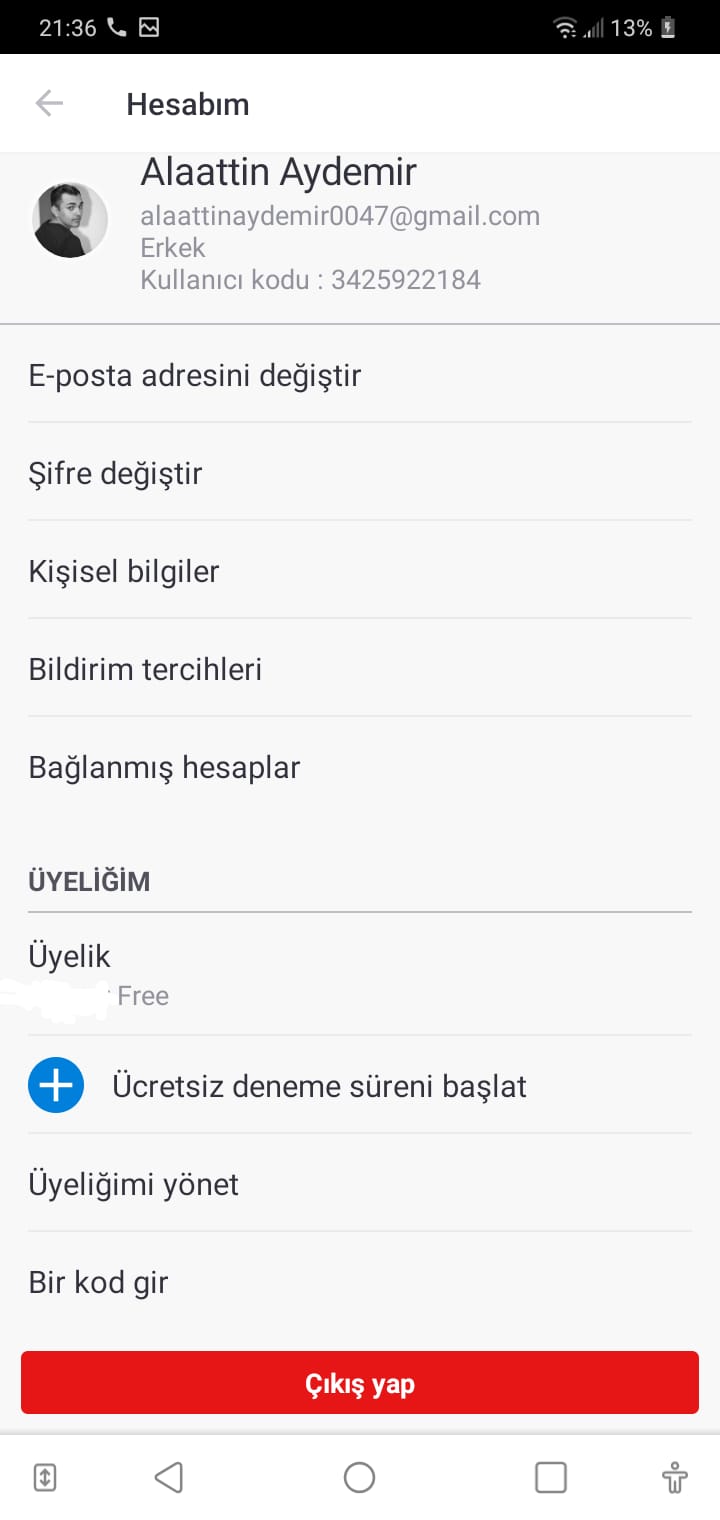 21:36 13%
Hesabım
Alaattin Aydemir
alaattinaydemir0047@gmail.com
Erkek
Kullanıcı kodu : 3425922184
E-posta adresini değiştir
Şifre değiştir
Kişisel bilgiler
Bildirim tercihleri
Bağlanmış hesaplar
ÜYELİĞİM
Üyelik
Free
Ücretsiz deneme süreni başlat
Üyeliğimi yönet
Bir kod gir
Çıkış yap